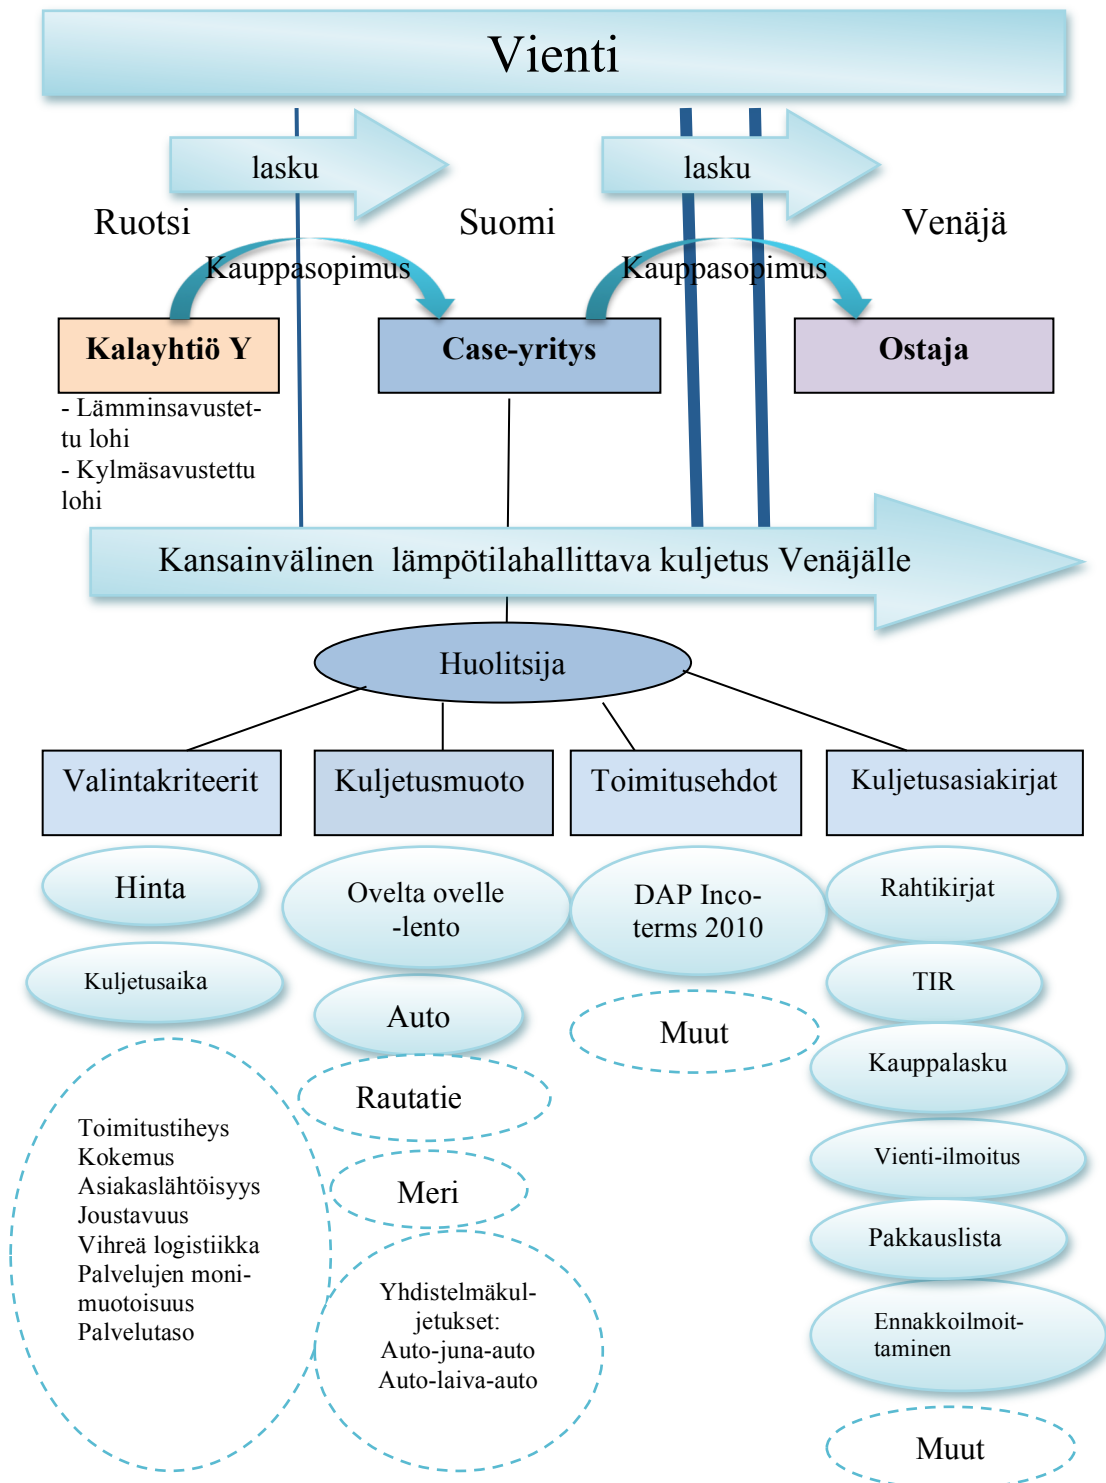 Vienti
lasku
lasku
Ruotsi
Suomi
Venäjä
Kauppasopimus
Kauppasopimus
Kalayhtiö Y
Case-yritys
Ostaja
- Lämminsavustet-
tu lohi
- Kylmäsavustettu
lohi
Kansainvälinen lämpötilahallittava kuljetus Venäjälle
Huolitsija
Valintakriteerit
Kuljetusmuoto
Toimitusehdot
Kuljetusasiakirjat
Hinta
Kuljetusaika
Toimitustiheys
Kokemus
Asiakaslähtöisyys
Joustavuus
Vihreä logistiikka
Palvelujen moni-
muotoisuus
Palvelutaso
Ovelta ovelle
-lento
Auto
Rautatie
Meri
Yhdistelmäkul-
jetukset:
Auto-juna-auto
Auto-laiva-auto
DAP Inco-
terms 2010
Muut
Rahtikirjat
TIR
Kauppalasku
Vienti-ilmoitus
Pakkauslista
Ennakkoilmoit-
taminen
Muut